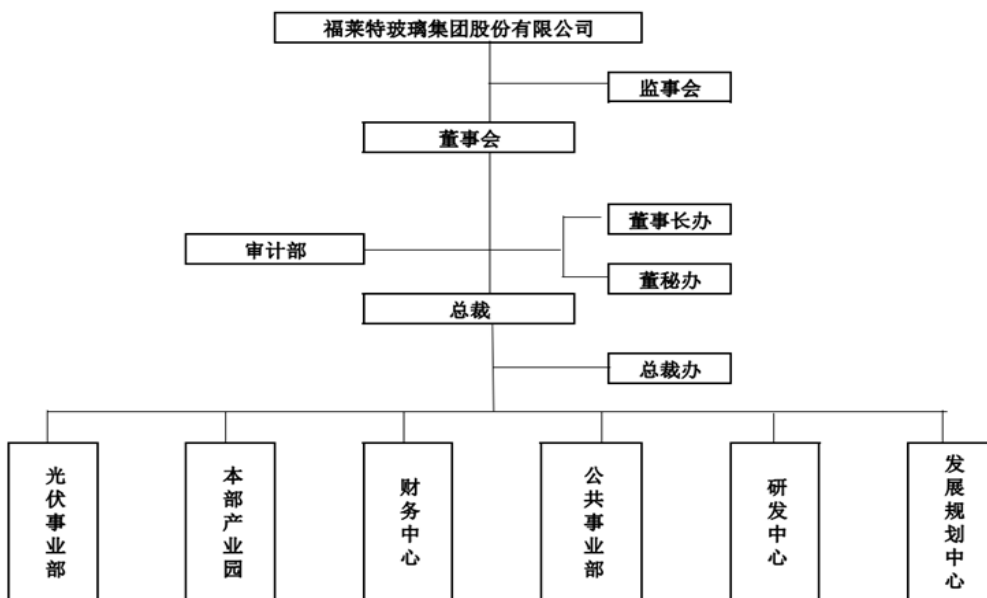 福莱特玻璃集团股份有限公司
监事会
董事会
董事长办
审计部
董秘办
总裁
总裁办
光伏事业部
本部产业园
财务中心
公共事业部
研发中心
发展规划中心